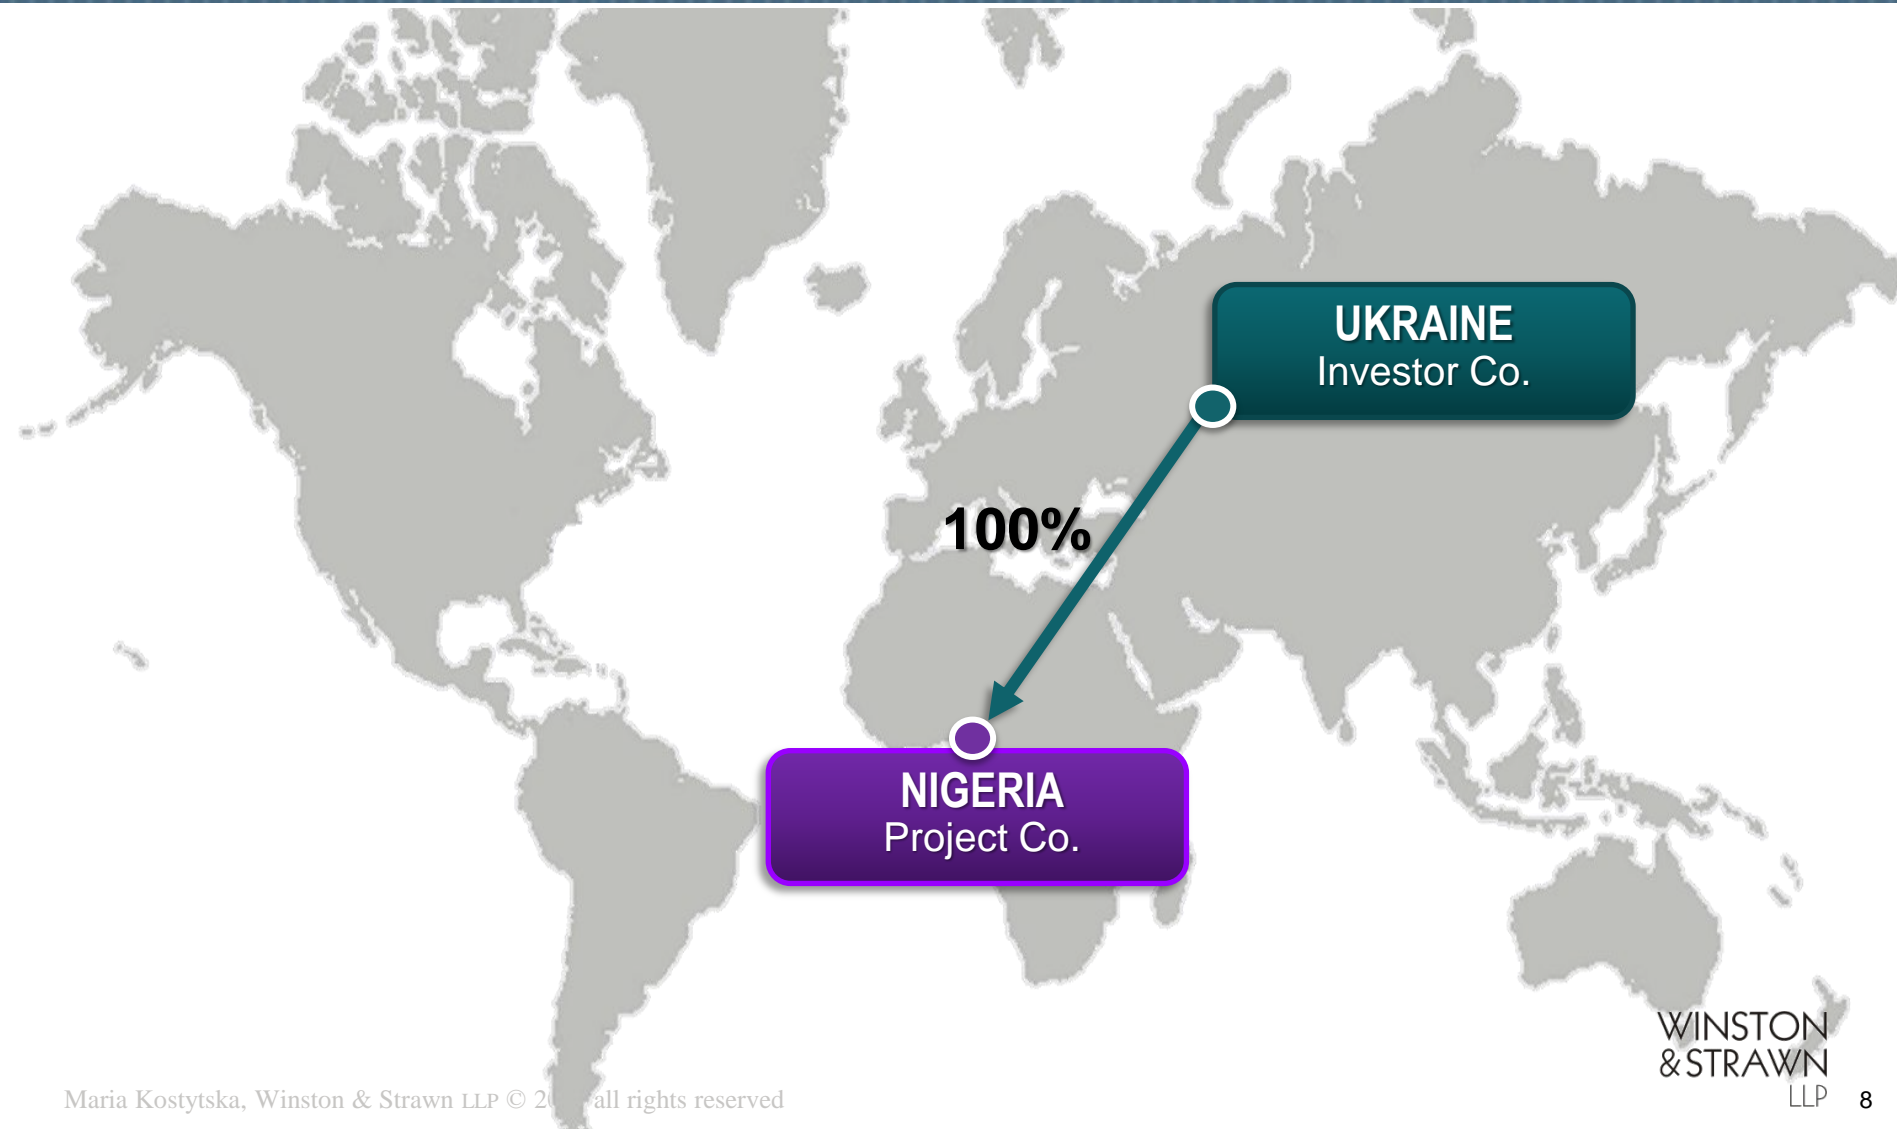 UKRAINE
Investor Co.
100%
NIGERIA
Project Co.
WINSTON
& STRAWN
LLP
Maria Kostytska, Winston & Strawn LLP © all rights reserved
8